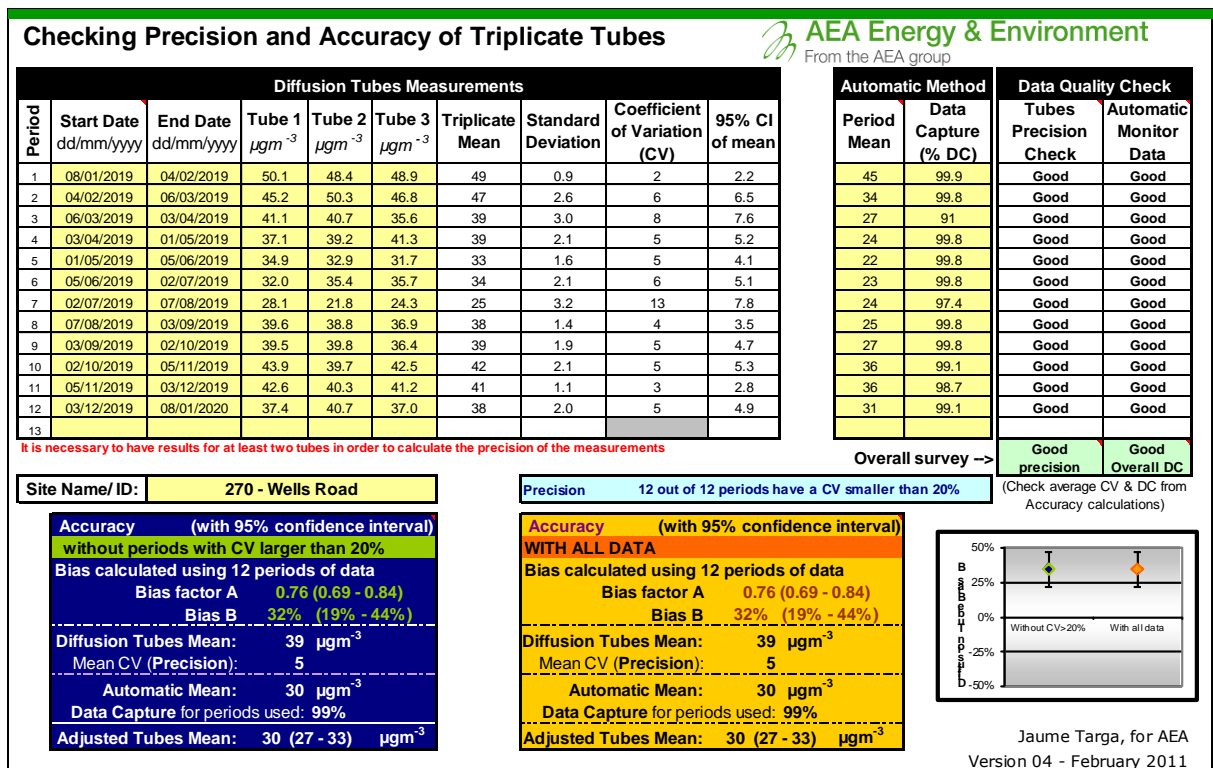 Checking Precision and Accuracy of Triplicate Tubes
AEA Energy & Environment
From the AEA group
Diffusion Tubes Measurements
Automatic Method
Data Quality Check
Period Start Date dd/mm/yyyy End Date dd/mm/yyyy Tube 1 µgm⁻³ Tube 2 µgm⁻³ Tube 3 µgm⁻³ Triplicate Mean Standard Deviation Coefficient of Variation (CV) 95% CI of mean Period Mean Data Capture (% DC) Tubes Precision Check Automatic Monitor Data
1 08/01/2019 04/02/2019 50.1 48.4 48.9 49 0.9 2 2.2 45 99.9 Good Good
2 04/02/2019 06/03/2019 45.2 50.3 46.8 47 2.6 6 6.5 34 99.8 Good Good
3 06/03/2019 03/04/2019 41.1 40.7 35.6 39 3.0 8 7.6 27 91 Good Good
4 03/04/2019 01/05/2019 37.1 39.2 41.3 39 2.1 5 5.2 24 99.8 Good Good
5 01/05/2019 05/06/2019 34.9 32.9 31.7 33 1.6 5 4.1 22 99.8 Good Good
6 05/06/2019 02/07/2019 32.0 35.4 35.7 34 2.1 6 5.1 23 99.8 Good Good
7 02/07/2019 07/08/2019 28.1 21.8 24.3 25 3.2 13 7.8 24 97.4 Good Good
8 07/08/2019 03/09/2019 39.6 38.8 36.9 38 1.4 4 3.5 25 99.8 Good Good
9 03/09/2019 02/10/2019 39.5 39.8 36.4 39 1.9 5 4.7 27 99.8 Good Good
10 02/10/2019 05/11/2019 43.9 39.7 42.5 42 2.1 5 5.3 36 99.1 Good Good
11 05/11/2019 03/12/2019 42.6 40.3 41.2 41 1.1 3 2.8 36 98.7 Good Good
12 03/12/2019 08/01/2020 37.4 40.7 37.0 38 2.0 5 4.9 31 99.1 Good Good
13
It is necessary to have results for at least two tubes in order to calculate the precision of the measurements
Overall survey --> Good precision Good Overall DC
Site Name/ ID: 270 - Wells Road
Precision 12 out of 12 periods have a CV smaller than 20%
(Check average CV & DC from
Accuracy calculations)
Accuracy (with 95% confidence interval)
without periods with CV larger than 20%
Bias calculated using 12 periods of data
Bias factor A 0.76 (0.69 - 0.84)
Bias B 32% (19% - 44%)
Diffusion Tubes Mean: 39 µgm⁻³
Mean CV (Precision): 5
Automatic Mean: 30 µgm⁻³
Data Capture for periods used: 99%
Adjusted Tubes Mean: 30 (27 - 33) µgm⁻³
Accuracy (with 95% confidence interval)
WITH ALL DATA
Bias calculated using 12 periods of data
Bias factor A 0.76 (0.69 - 0.84)
Bias B 32% (19% - 44%)
Diffusion Tubes Mean: 39 µgm⁻³
Mean CV (Precision): 5
Automatic Mean: 30 µgm⁻³
Data Capture for periods used: 99%
Adjusted Tubes Mean: 30 (27 - 33) µgm⁻³
50%
25%
0%
-25%
-50%
Without CV>20% With all data
Jaume Targa, for AEA
Version 04 - February 2011